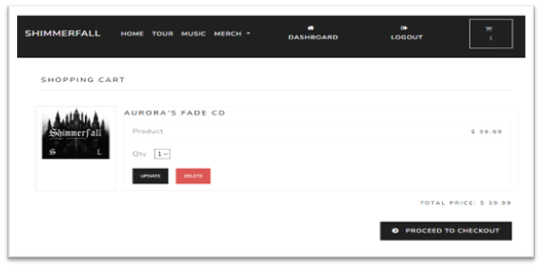 SHIMMERFALL HOME TOUR MUSIC MERCH DASHBOARD LOGOUT 1
SHOPPING CART
AURORA'S FADE CD
Shimmerfall
S L
Product $ 39.99
Qty 1
UPDATE DELETE
TOTAL PRICE: $ 39.99
PROCEED TO CHECKOUT